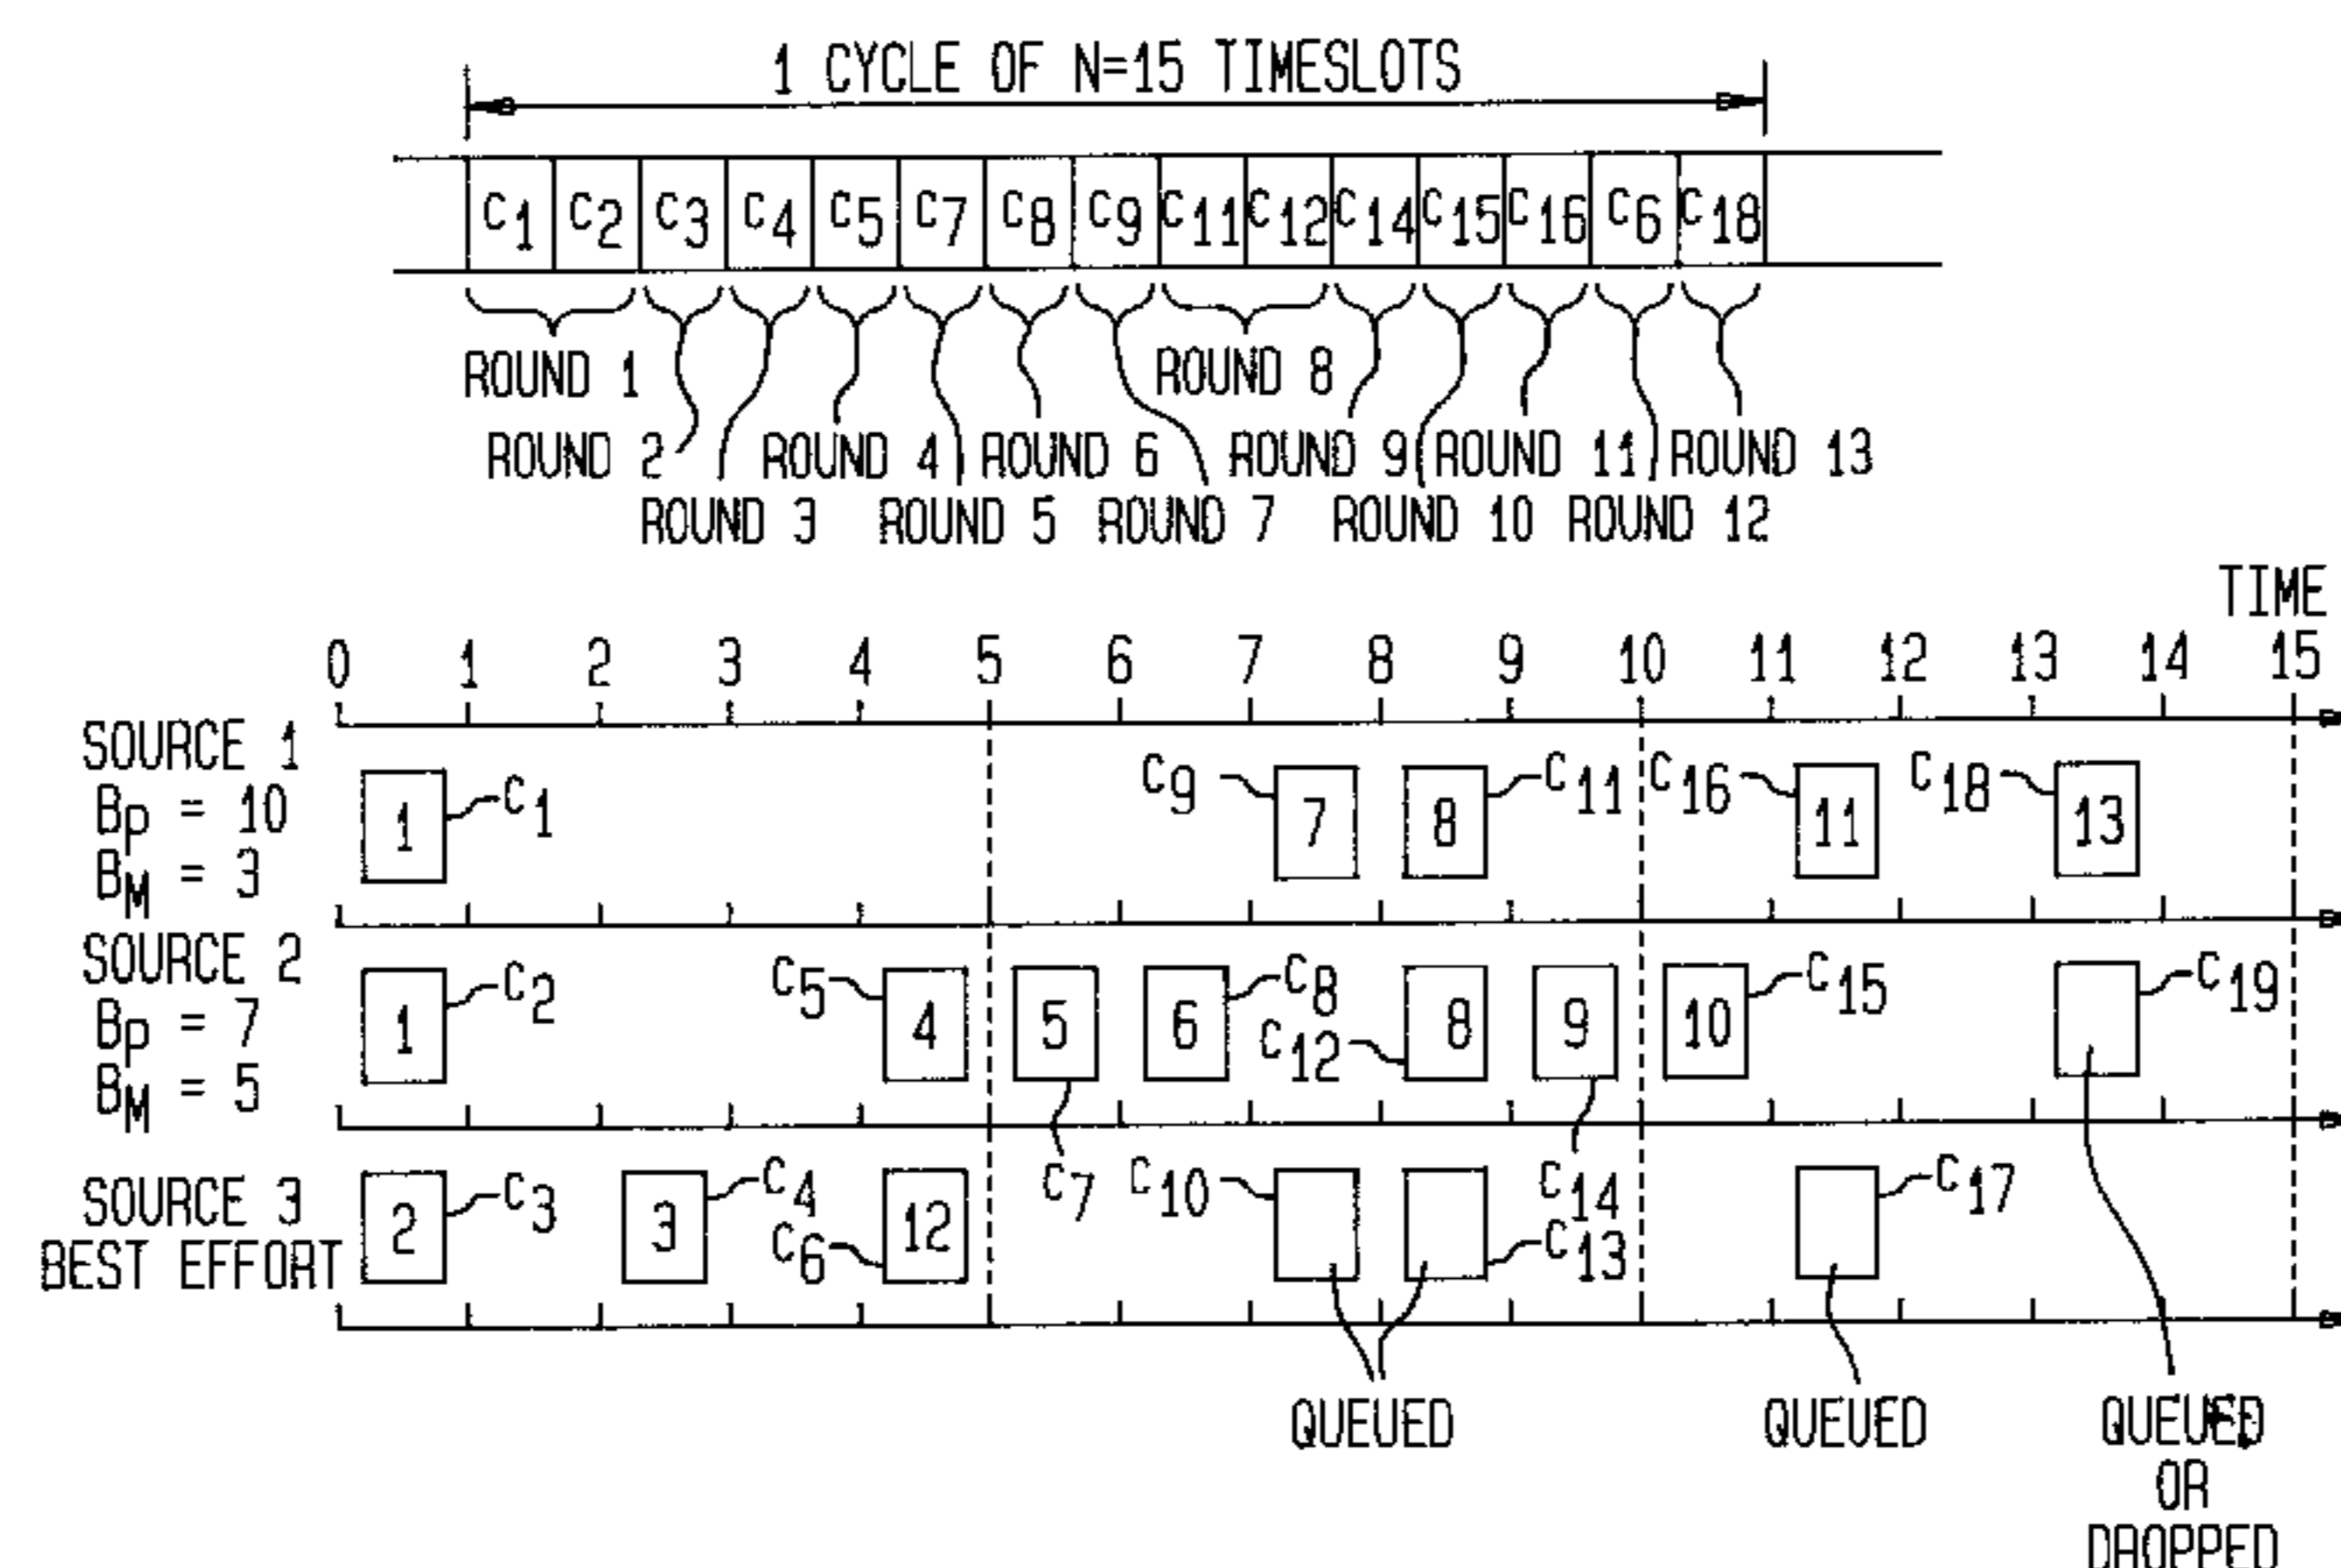 1 CYCLE OF N=15 TIMESLOTS
C1 C2 C3 C4 C5 C7 C8 C9 C11 C12 C14 C15 C16 C6 C18
ROUND 1 ROUND 8
ROUND 2 ROUND 4 ROUND 6 ROUND 9 ROUND 11 ROUND 13
ROUND 3 ROUND 5 ROUND 7 ROUND 10 ROUND 12
TIME
0 1 2 3 4 5 6 7 8 9 10 11 12 13 14 15
SOURCE 1
BP = 10
BM = 3
1 C1 C9 7 8 C11 C16 11 C18 13
SOURCE 2
BP = 7
BM = 5
1 C2 C5 4 5 C7 6 C8 C12 8 9 C14 10 C15 C19
SOURCE 3
BEST EFFORT
2 C3 3 C4 C6 12 C10 C13 C17
QUEUED QUEUED QUEUED
OR
DROPPED